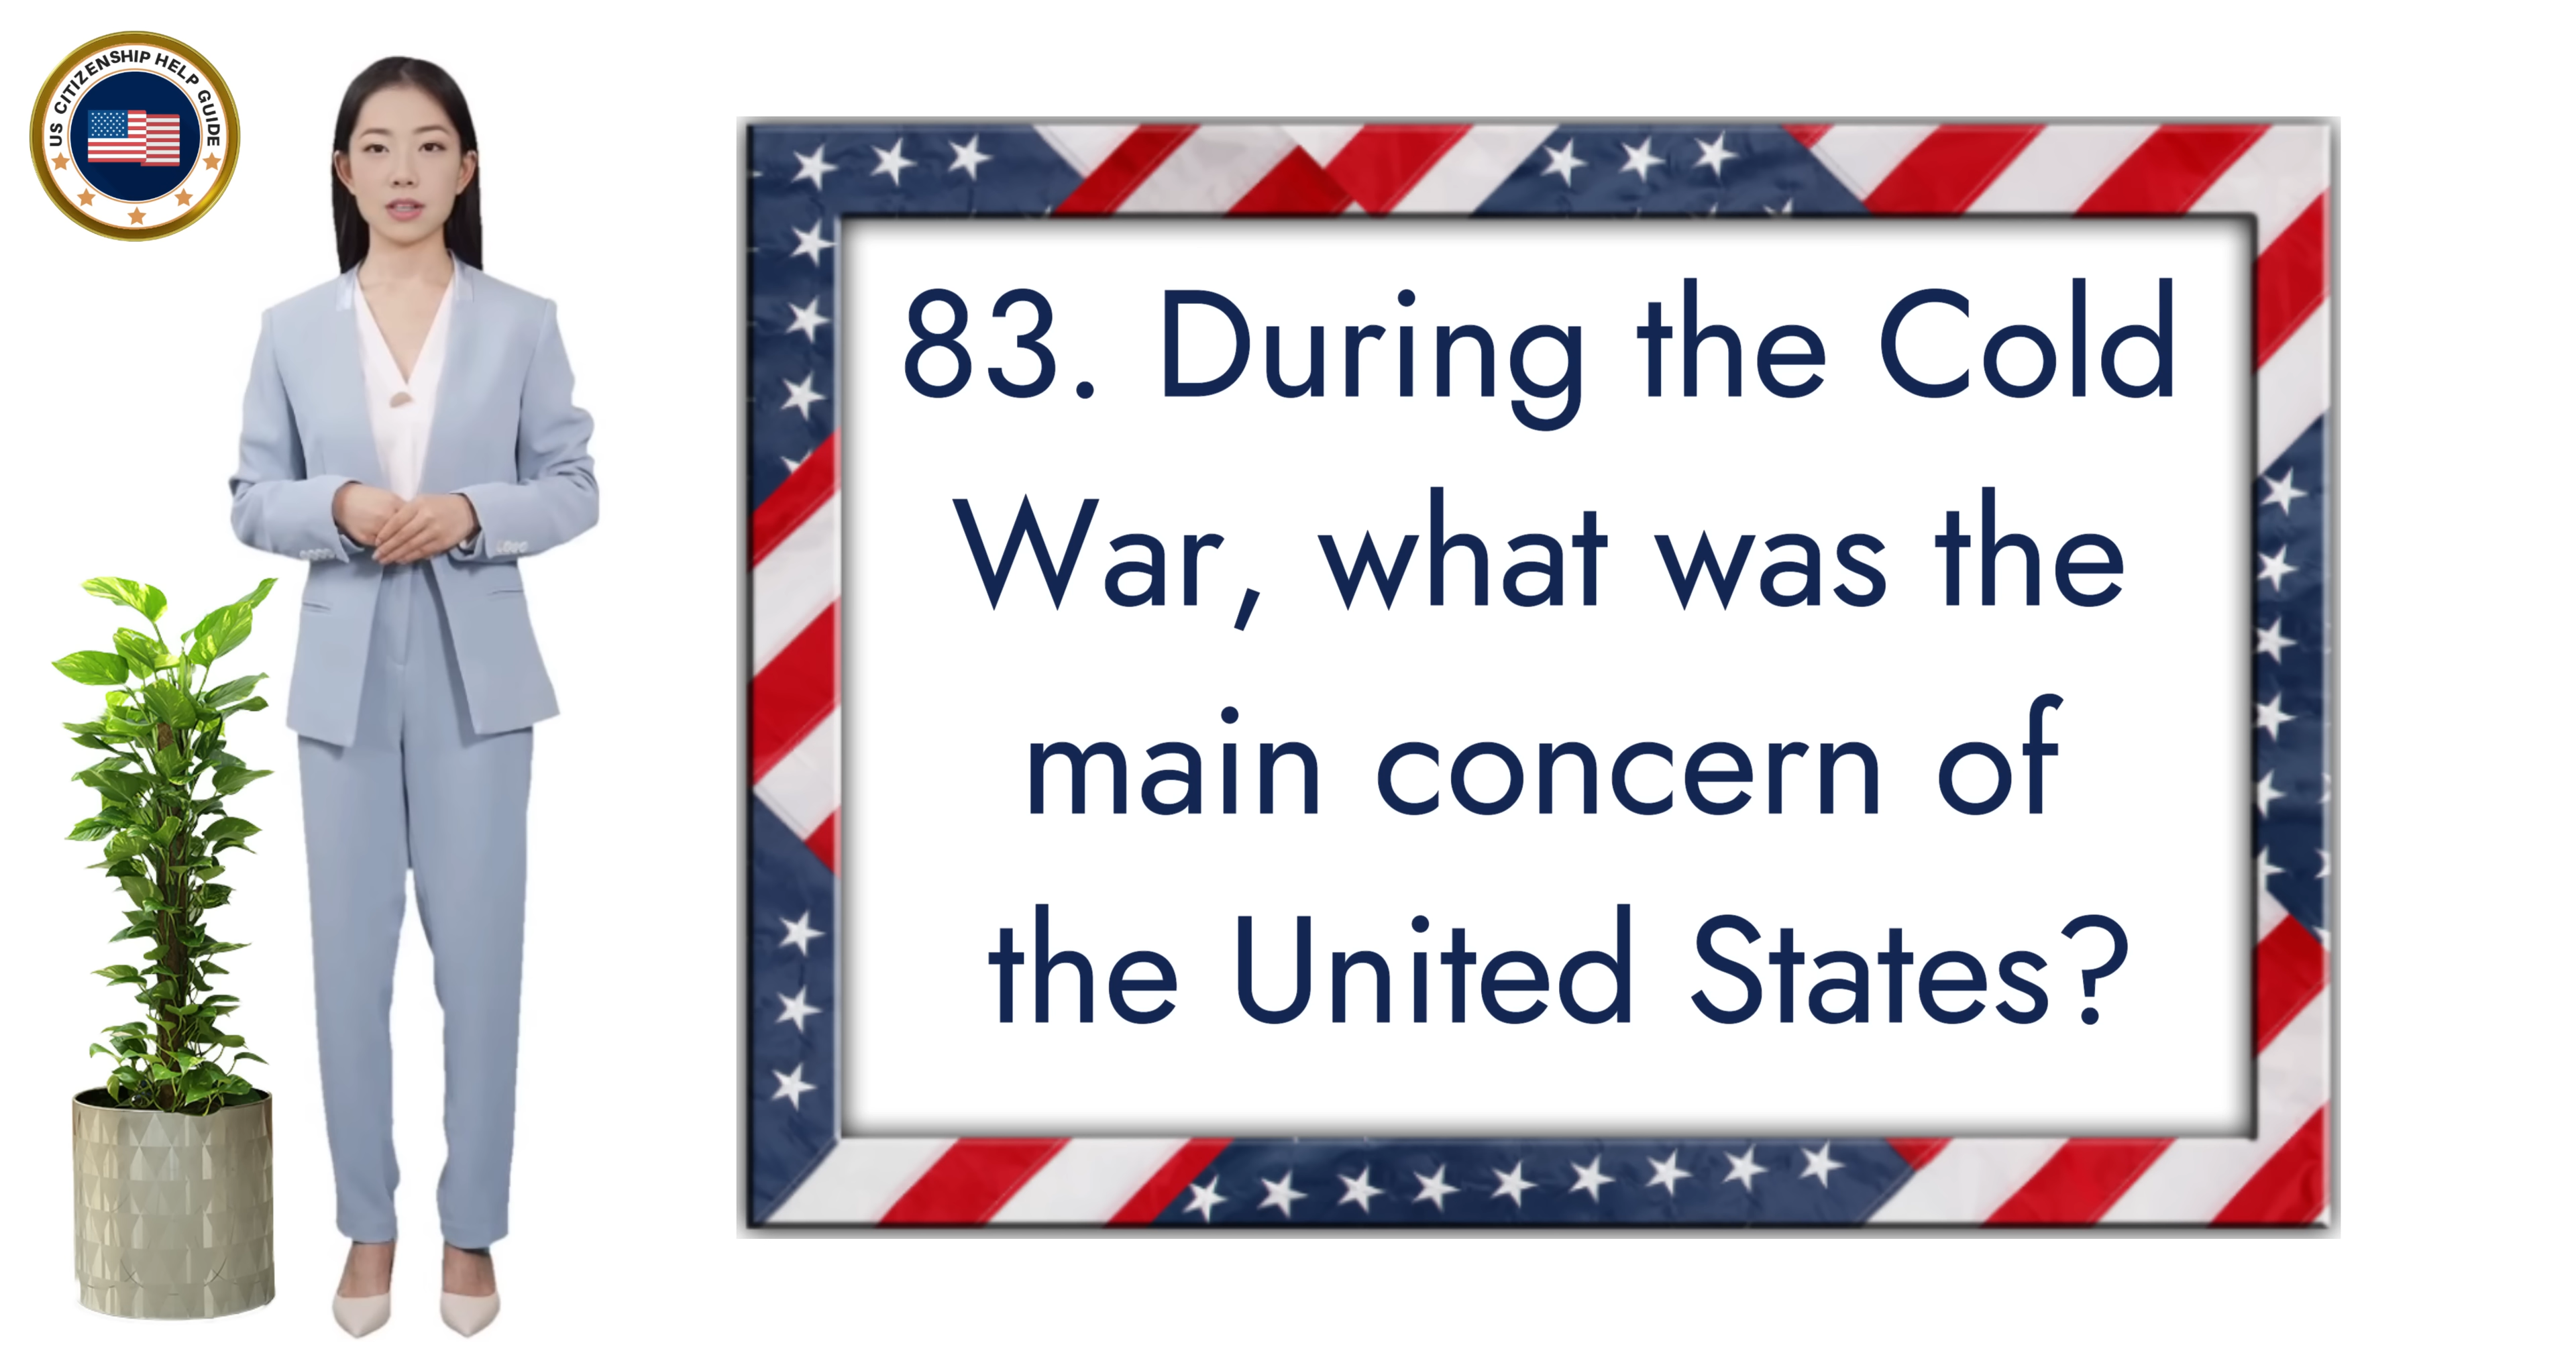 US CITIZENSHIP HELP GUIDE
83. During the Cold
War, what was the
main concern of
the United States?